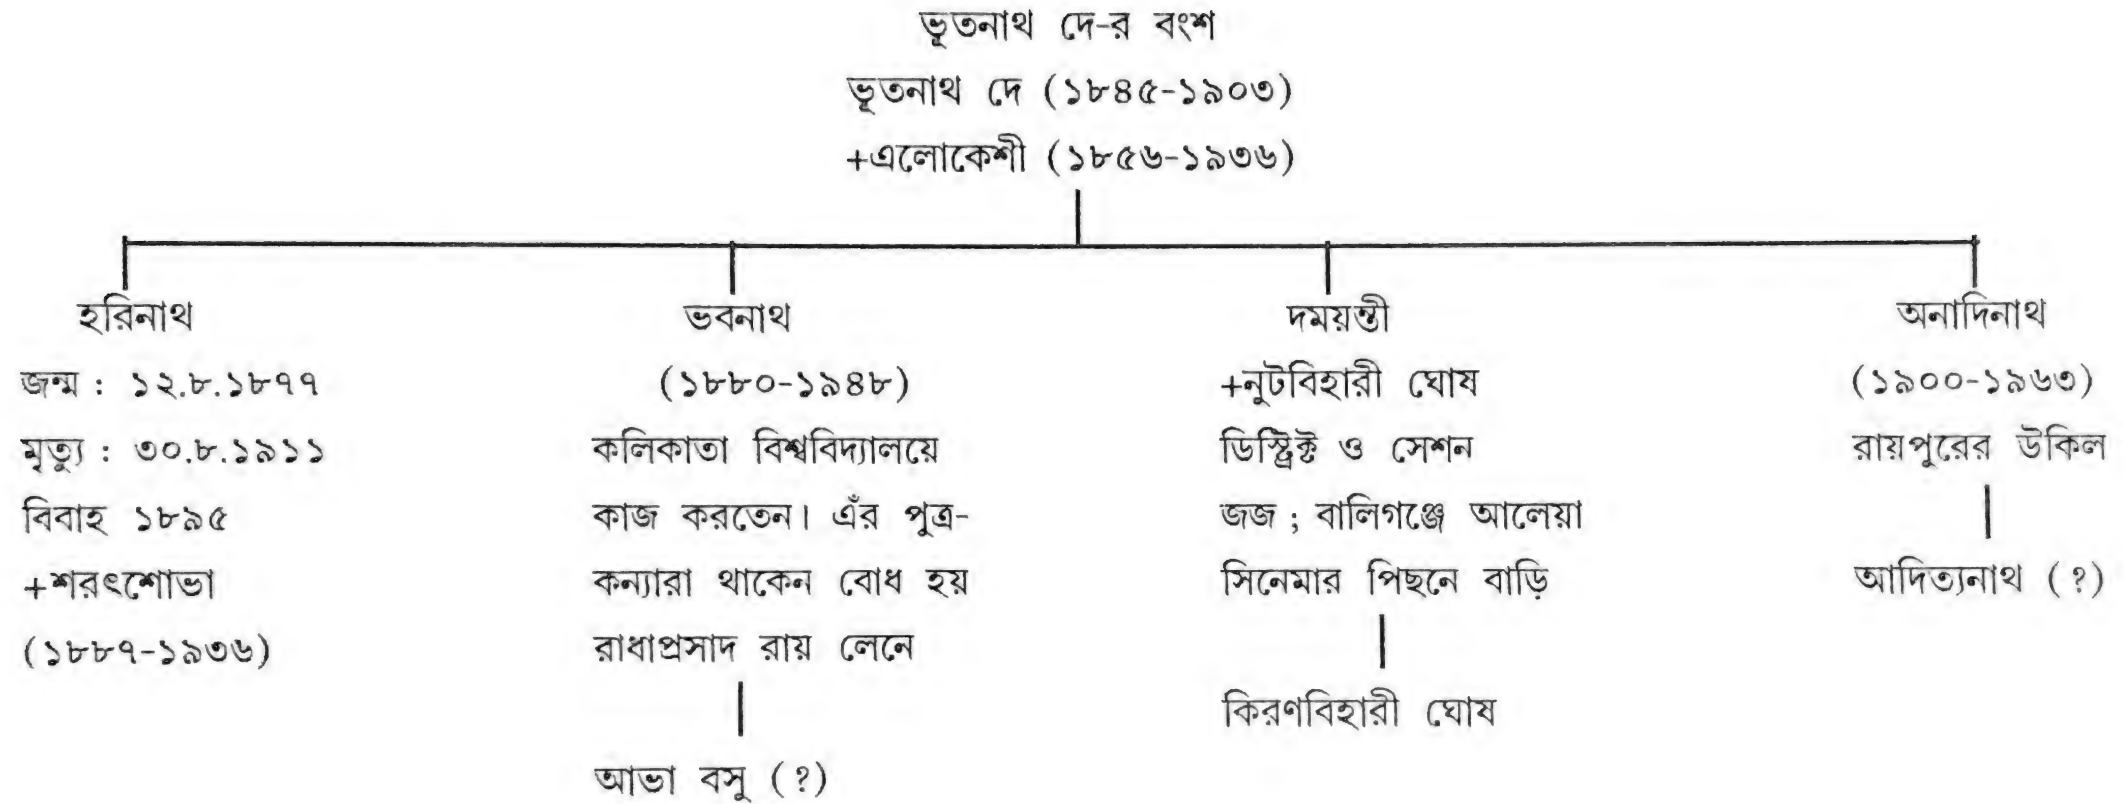 ভূতনাথ দে-র বংশ
ভূতনাথ দে (১৮৪৫-১৯০৩)
+এলোকেশী (১৮৫৬-১৯৩৬)
হরিনাথ
জন্ম : ১২.৮.১৮৭৭
মৃত্যু : ৩০.৮.১৯১১
বিবাহ ১৮৯৫
+শরৎশোভা
(১৮৮৭-১৯৩৬)
ভবনাথ
(১৮৮০-১৯৪৮)
কলিকাতা বিশ্ববিদ্যালয়ে
কাজ করতেন। এঁর পুত্র-
কন্যারা থাকেন বোধ হয়
রাধাপ্রসাদ রায় লেনে
আভা বসু (?)
দময়ন্তী
+নুটবিহারী ঘোষ
ডিস্ট্রিক্ট ও সেশন
জজ ; বালিগঞ্জে আলেয়া
সিনেমার পিছনে বাড়ি
কিরণবিহারী ঘোষ
অনাদিনাথ
(১৯০০-১৯৬৩)
রায়পুরের উকিল
আদিত্যনাথ (?)